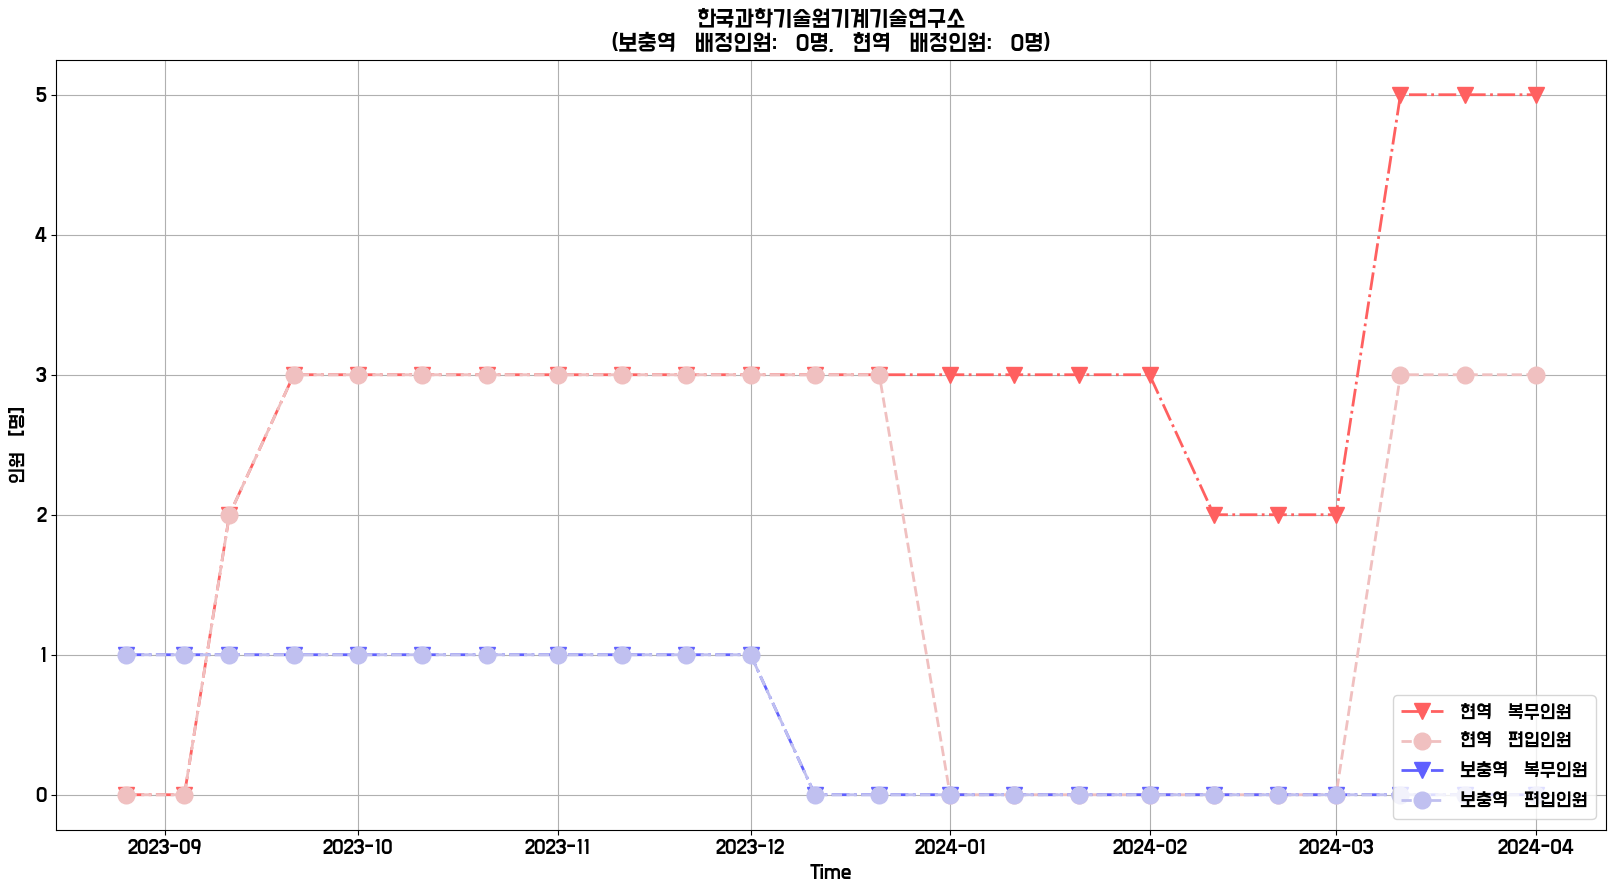 한국과학기술원기계기술연구소
(보충역 배정인원: 0명, 현역 배정인원: 0명)
5
4
3
2
1
0
인원 [명]
2023-09 2023-10 2023-11 2023-12 2024-01 2024-02 2024-03 2024-04
Time
현역 복무인원
현역 편입인원
보충역 복무인원
보충역 편입인원